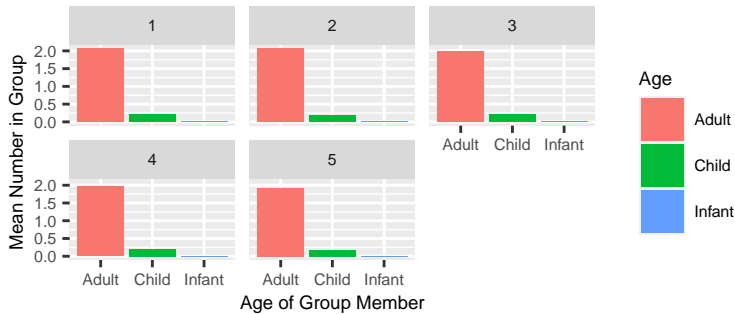 1 2 3
Mean Number in Group
2.0
1.5
1.0
0.5
0.0
Adult Child Infant
4 5
2.0
1.5
1.0
0.5
0.0
Adult Child Infant Adult Child Infant
Age of Group Member
Age
Adult
Child
Infant